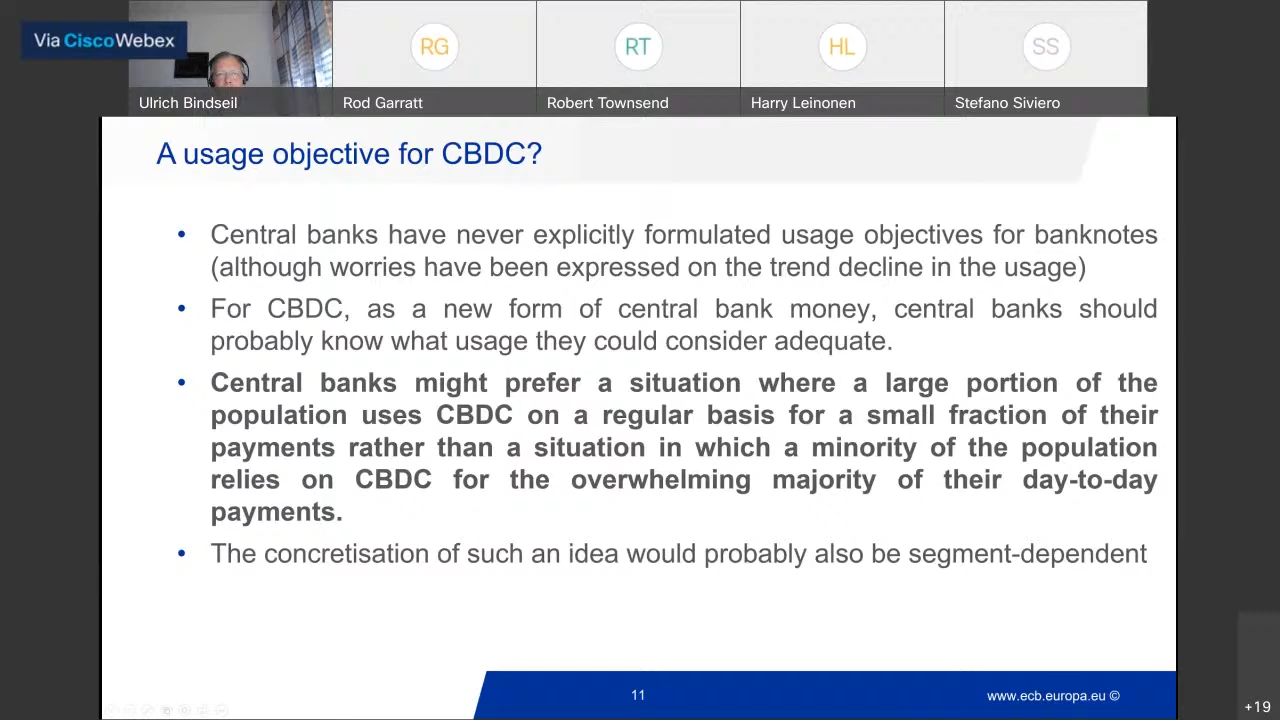 Via Cisco Webex
RG
RT
HL
SS
Ulrich Bindseil
Rod Garratt
Robert Townsend
Harry Leinonen
Stefano Siviero
A usage objective for CBDC?
• Central banks have never explicitly formulated usage objectives for banknotes
(although worries have been expressed on the trend decline in the usage)
• For CBDC, as a new form of central bank money, central banks should
probably know what usage they could consider adequate.
• Central banks might prefer a situation where a large portion of the
population uses CBDC on a regular basis for a small fraction of their
payments rather than a situation in which a minority of the population
relies on CBDC for the overwhelming majority of their day-to-day
payments.
• The concretisation of such an idea would probably also be segment-dependent
11
www.ecb.europa.eu ©
+19